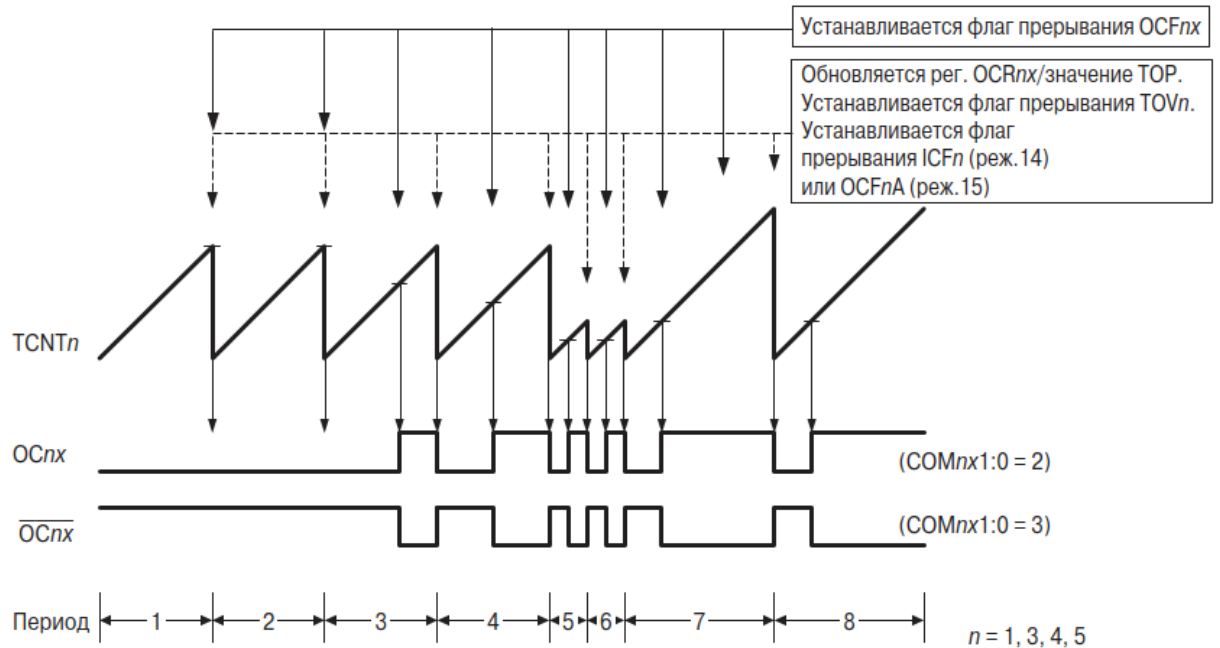 Устанавливается флаг прерывания OCFnx
Обновляется рег. OCRnx/значение TOP.
Устанавливается флаг прерывания TOVn.
Устанавливается флаг
прерывания ICFn (реж.14)
или OCFnA (реж.15)
TCNTn
OCnx
(COMnx1:0 = 2)
OCnx
(COMnx1:0 = 3)
Период 1 2 3 4 5 6 7 8
n = 1, 3, 4, 5